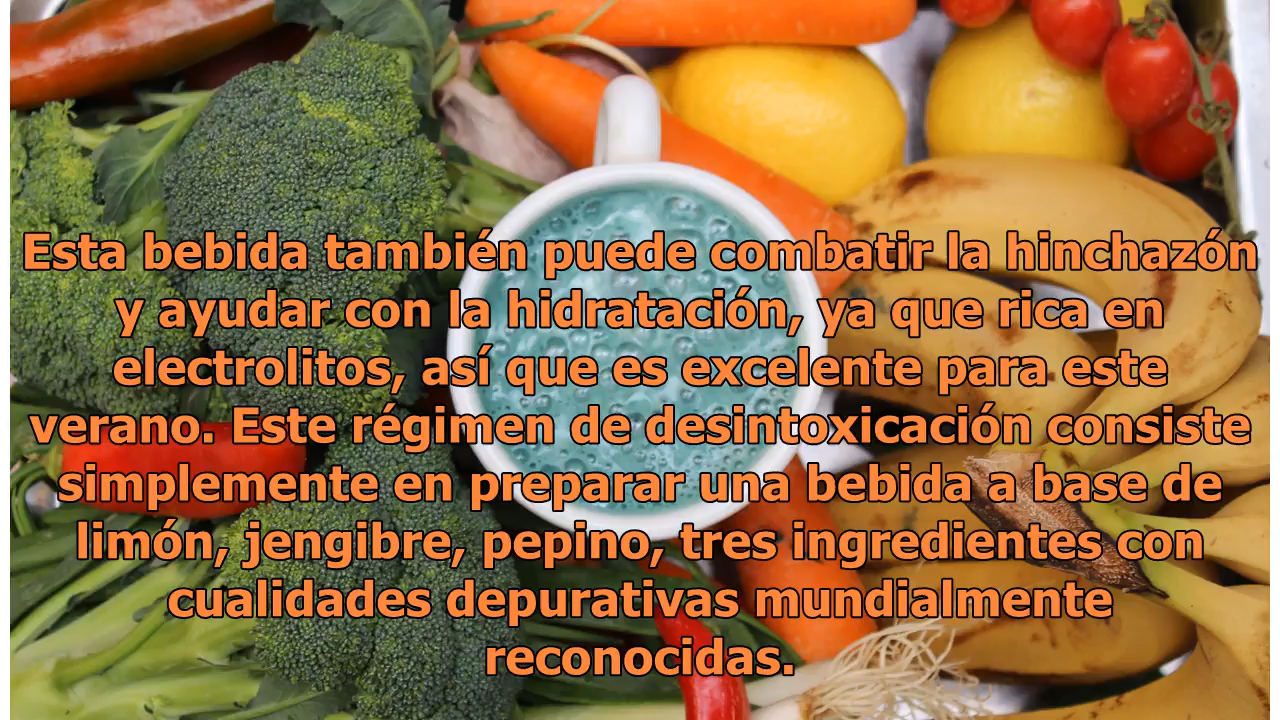 Esta bebida también puede combatir la hinchazón
y ayudar con la hidratación, ya que rica en
electrolitos, así que es excelente para este
verano. Este régimen de desintoxicación consiste
simplemente en preparar una bebida a base de
limón, jengibre, pepino, tres ingredientes con
cualidades depurativas mundialmente
reconocidas.